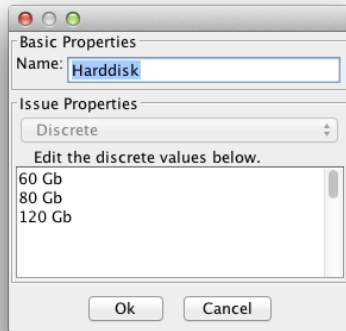 Basic Properties
Name: Harddisk
Issue Properties
Discrete
Edit the discrete values below.
60 Gb
80 Gb
120 Gb
Ok Cancel